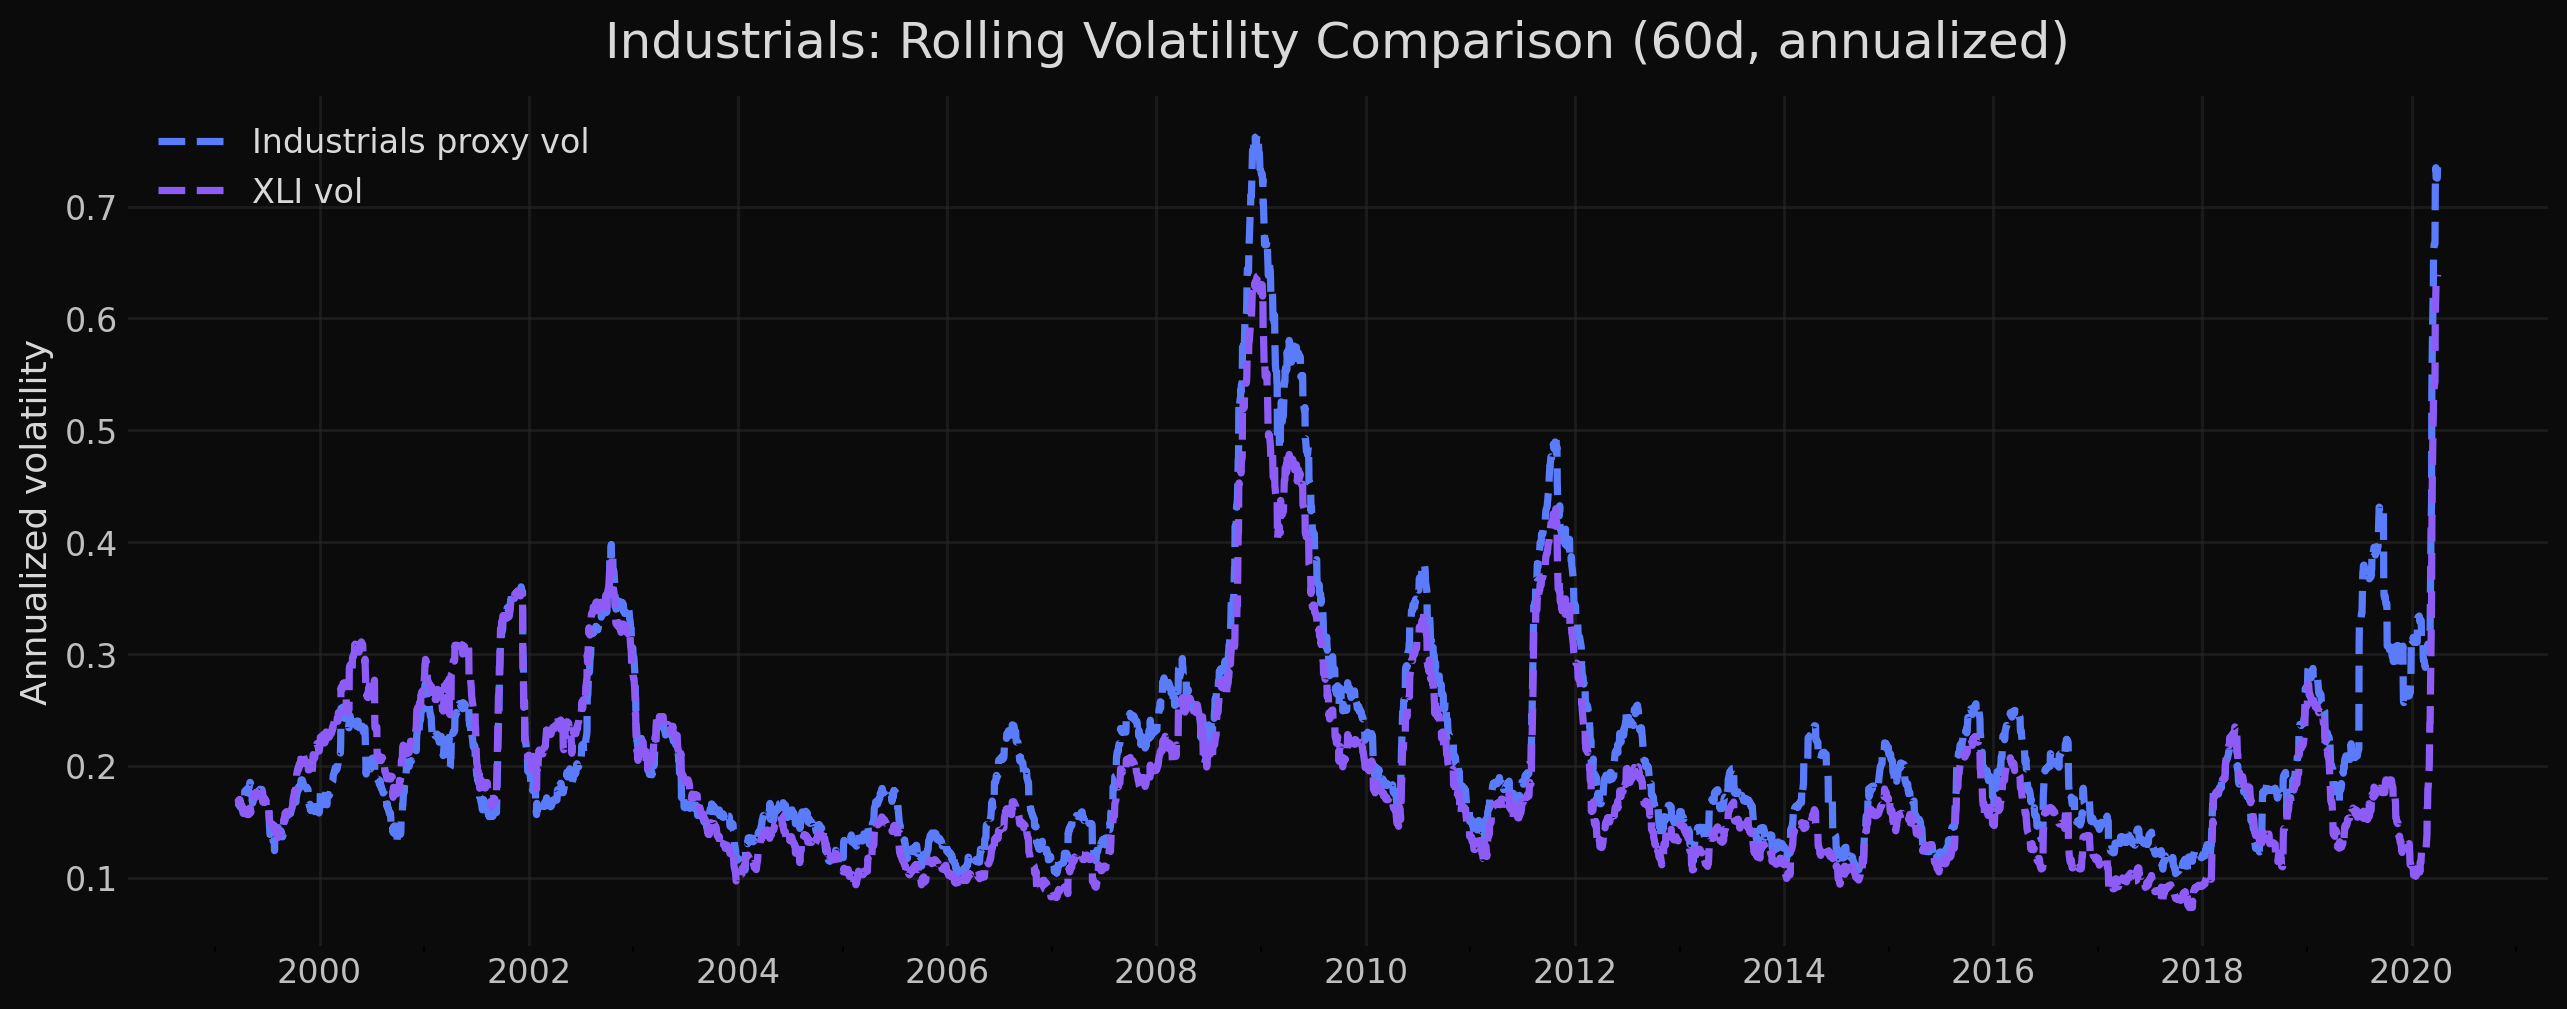 Industrials: Rolling Volatility Comparison (60d, annualized)
Industrials proxy vol
XLI vol
Annualized volatility
0.7
0.6
0.5
0.4
0.3
0.2
0.1
2000 2002 2004 2006 2008 2010 2012 2014 2016 2018 2020